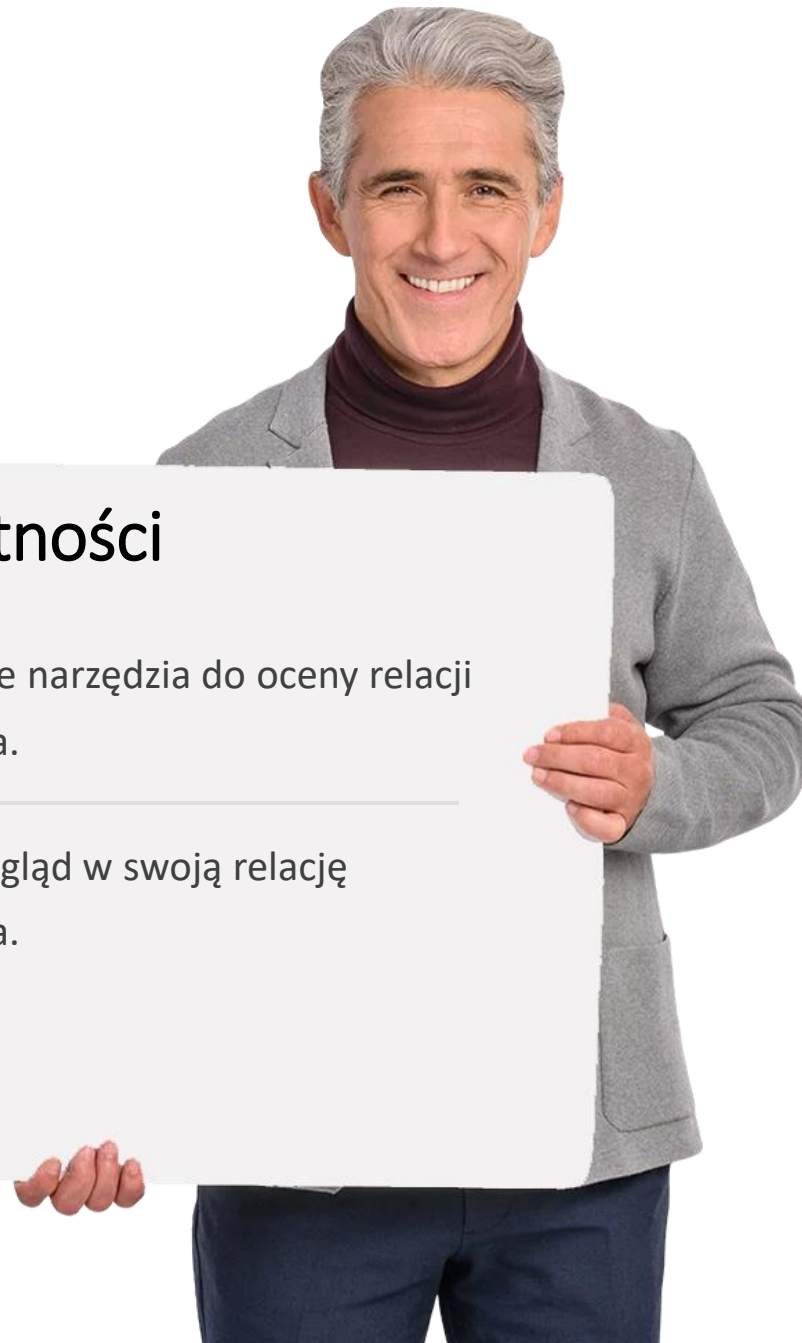 tności
e narzędzia do oceny relacji
a.
gląd w swoją relację
a.